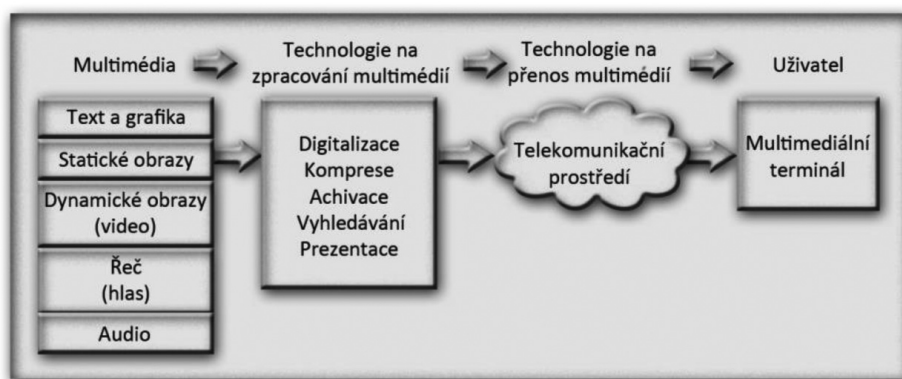 Multimédia
Technologie na
zpracování multimédií
Technologie na
přenos multimédií
Uživatel
Text a grafika
Statické obrazy
Dynamické obrazy
(video)
Řeč
(hlas)
Audio
Digitalizace
Komprese
Achivace
Vyhledávání
Prezentace
Telekomunikační
prostředí
Multimediální
terminál